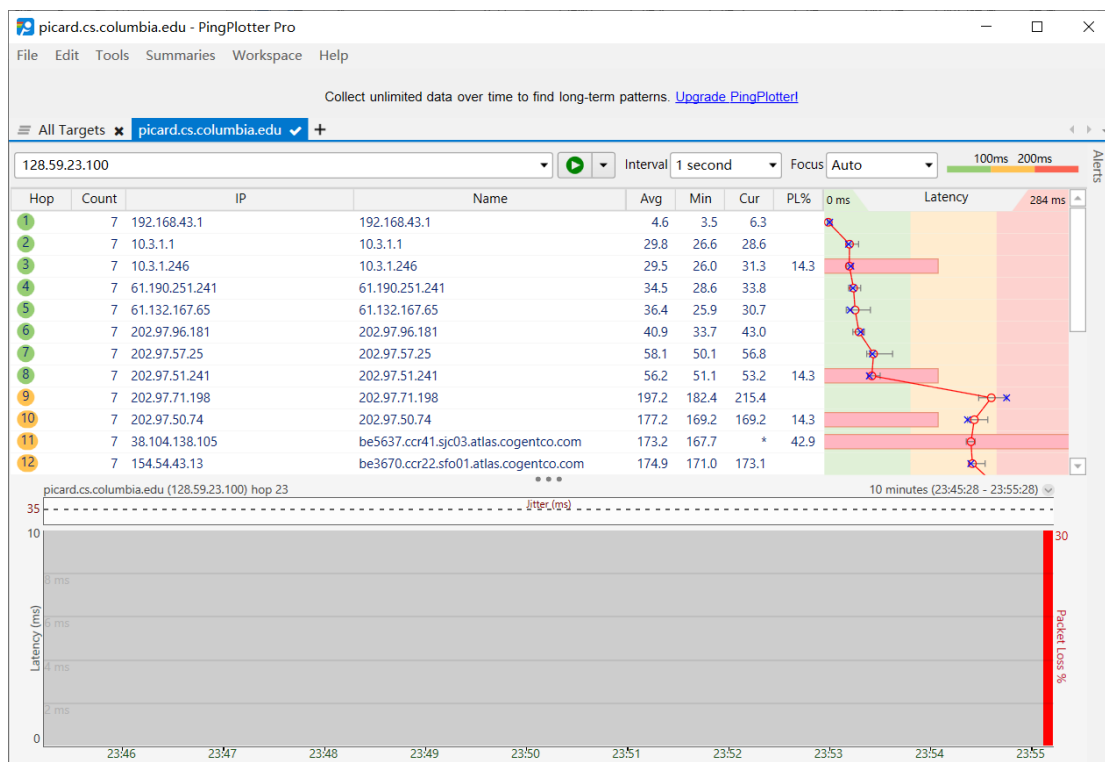 picard.cs.columbia.edu - PingPlotter Pro
File Edit Tools Summaries Workspace Help
Collect unlimited data over time to find long-term patterns. Upgrade PingPlotter!
All Targets picard.cs.columbia.edu +
128.59.23.100 Interval 1 second Focus Auto 100ms 200ms
Alerts
Hop Count IP Name Avg Min Cur PL% 0 ms Latency 284 ms
1 7 192.168.43.1 192.168.43.1 4.6 3.5 6.3
2 7 10.3.1.1 10.3.1.1 29.8 26.6 28.6
3 7 10.3.1.246 10.3.1.246 29.5 26.0 31.3 14.3
4 7 61.190.251.241 61.190.251.241 34.5 28.6 33.8
5 7 61.132.167.65 61.132.167.65 36.4 25.9 30.7
6 7 202.97.96.181 202.97.96.181 40.9 33.7 43.0
7 7 202.97.57.25 202.97.57.25 58.1 50.1 56.8
8 7 202.97.51.241 202.97.51.241 56.2 51.1 53.2 14.3
9 7 202.97.71.198 202.97.71.198 197.2 182.4 215.4
10 7 202.97.50.74 202.97.50.74 177.2 169.2 169.2 14.3
11 7 38.104.138.105 be5637.ccr41.sjc03.atlas.cogentco.com 173.2 167.7 * 42.9
12 7 154.54.43.13 be3670.ccr22.sfo01.atlas.cogentco.com 174.9 171.0 173.1
picard.cs.columbia.edu (128.59.23.100) hop 23 10 minutes (23:45:28 - 23:55:28)
35 Jitter (ms)
10 30
8 ms
6 ms
4 ms
2 ms
0
Latency (ms)
Packet Loss %
23:46 23:47 23:48 23:49 23:50 23:51 23:52 23:53 23:54 23:55